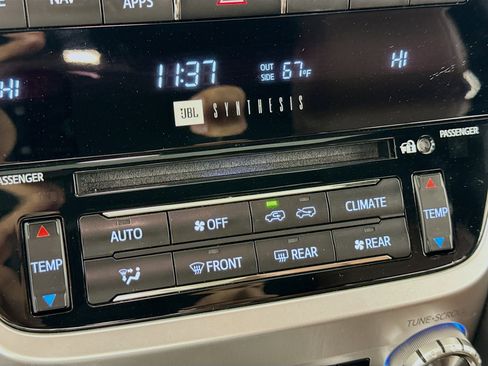 NAV APPS
HI 11:37 OUT SIDE 67°F HI
JBL SYNTHESIS
PASSENGER PASSENGER
AUTO OFF CLIMATE
TEMP TEMP
FRONT REAR REAR
TUNE•SCROLL